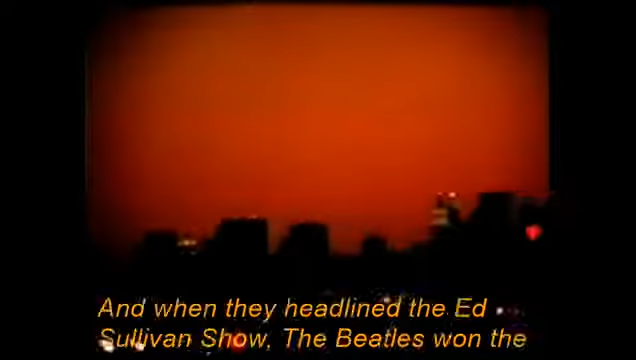 And when they headlined the Ed
Sullivan Show, The Beatles won the